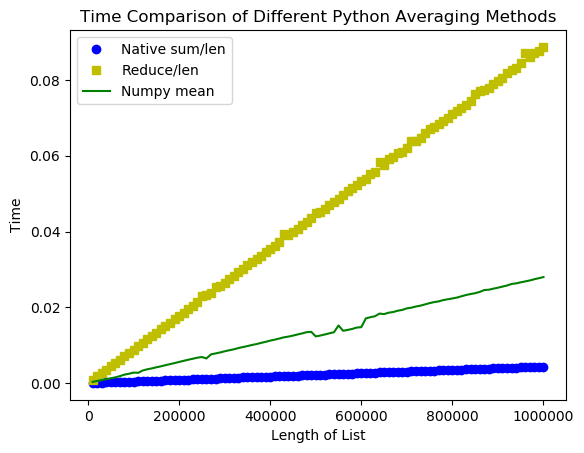 Time Comparison of Different Python Averaging Methods
Native sum/len
Reduce/len
Numpy mean
0.08
0.06
0.04
0.02
0.00
Time
0 200000 400000 600000 800000 1000000
Length of List